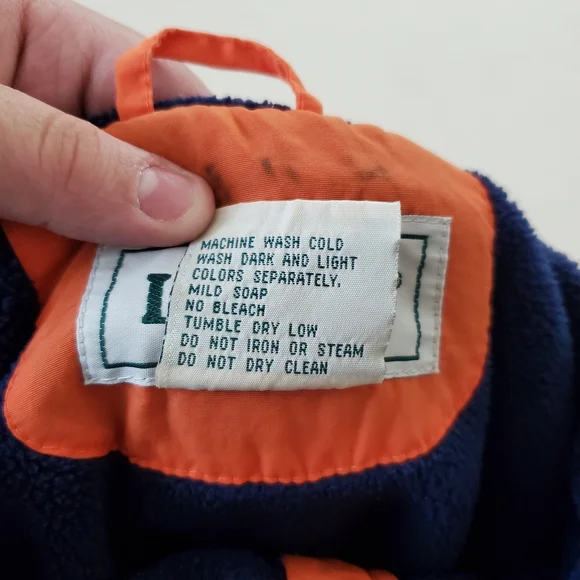 MACHINE WASH COLD
WASH DARK AND LIGHT
COLORS SEPARATELY.
MILD SOAP
NO BLEACH
TUMBLE DRY LOW
DO NOT IRON OR STEAM
DO NOT DRY CLEAN